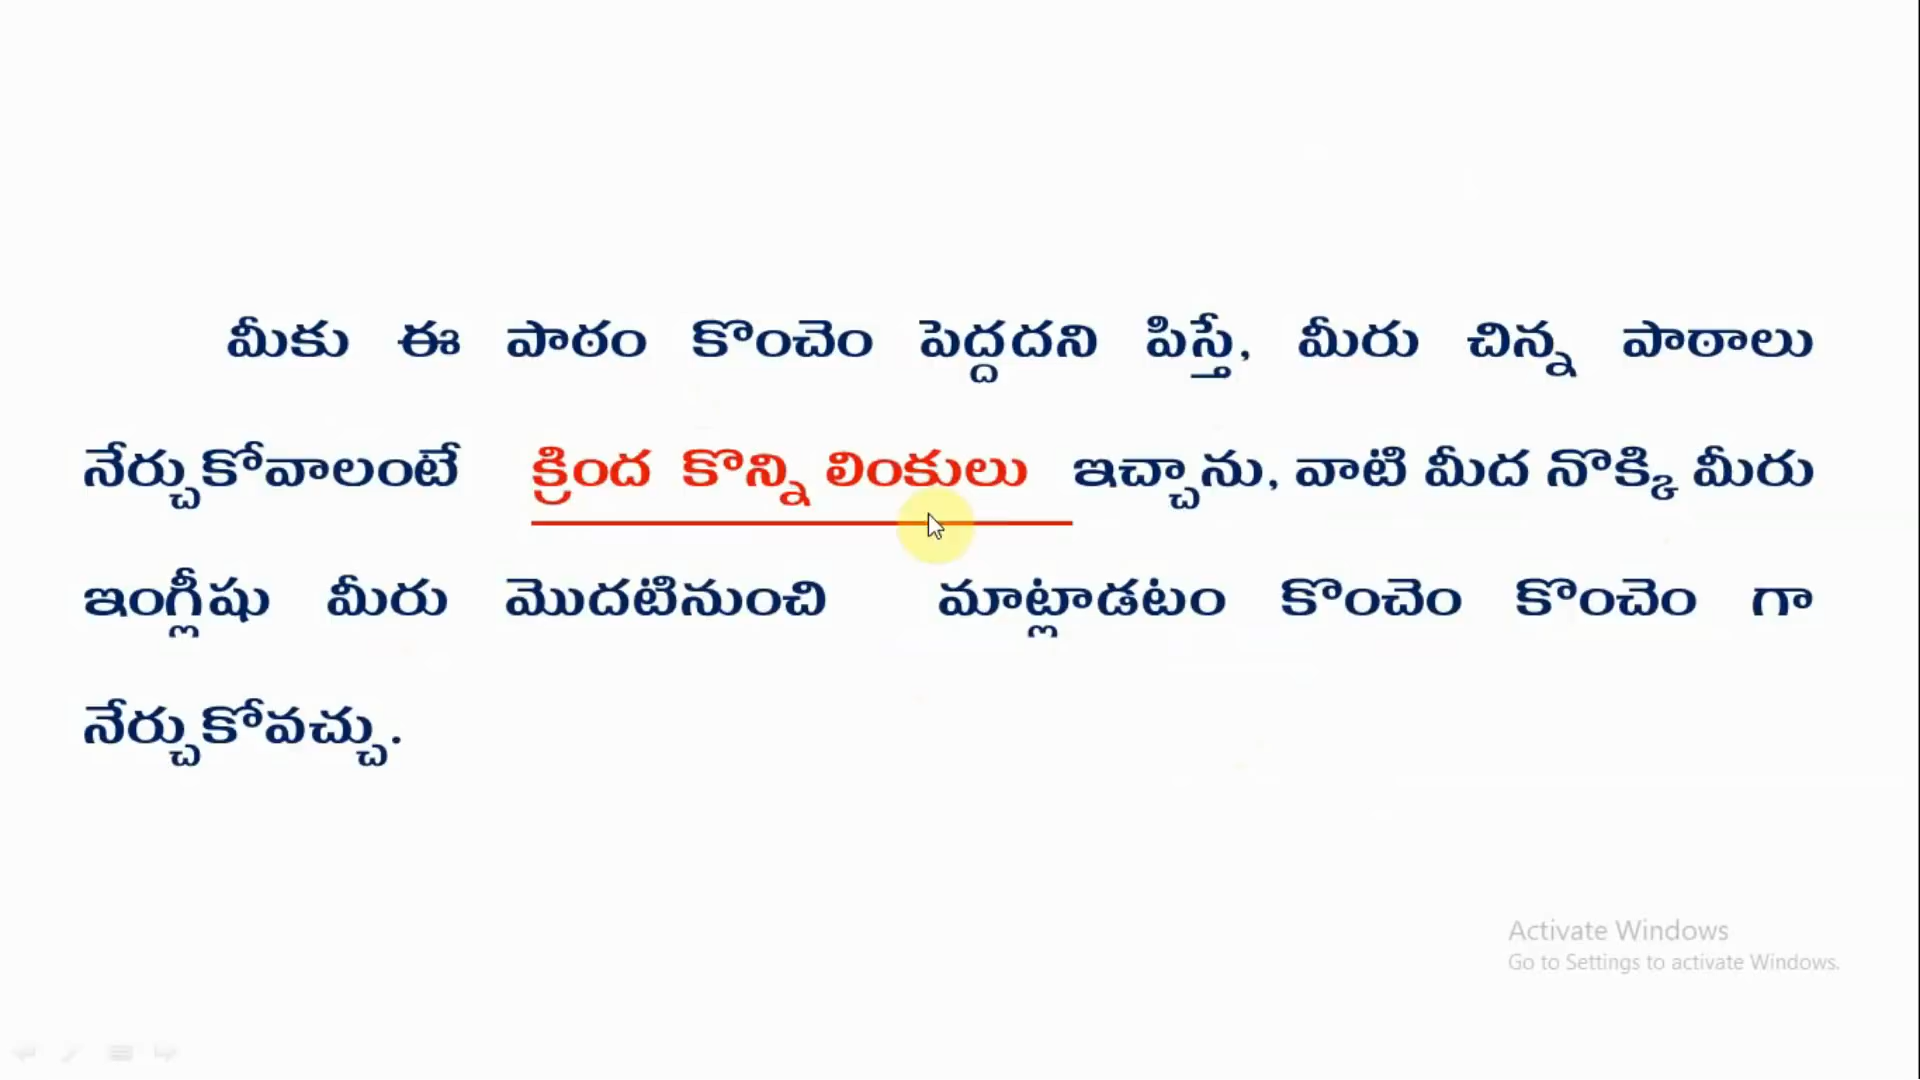 మీకు ఈ పాఠం కొంచెం పెద్దదని పిస్తే, మీరు చిన్న పాఠాలు
నేర్చుకోవాలంటే క్రింద కొన్ని లింకులు ఇచ్చాను, వాటి మీద నొక్కి మీరు
ఇంగ్లీషు మీరు మొదటినుంచి మాట్లాడటం కొంచెం కొంచెం గా
నేర్చుకోవచ్చు.
Activate Windows
Go to Settings to activate Windows.